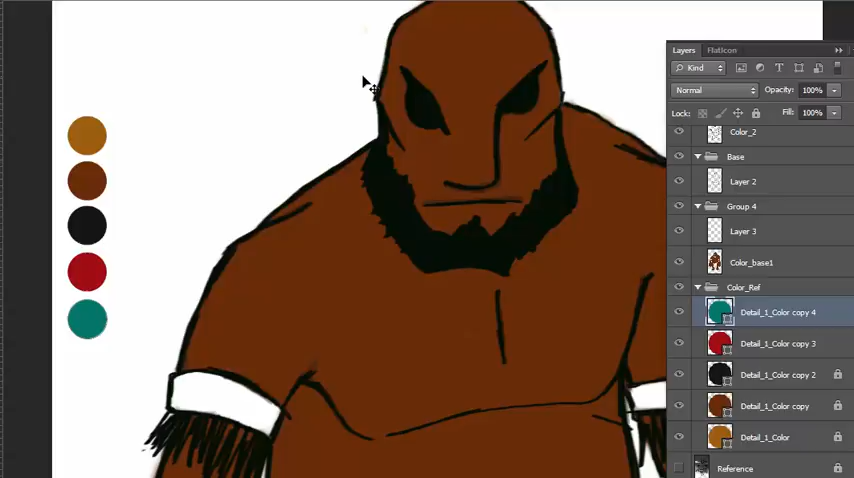 Layers FlatIcon
Kind
Normal Opacity: 100%
Lock: Fill: 100%
Color_2
Base
Layer 2
Group 4
Layer 3
Color_base1
Color_Ref
Detail_1_Color copy 4
Detail_1_Color copy 3
Detail_1_Color copy 2
Detail_1_Color copy
Detail_1_Color
Reference